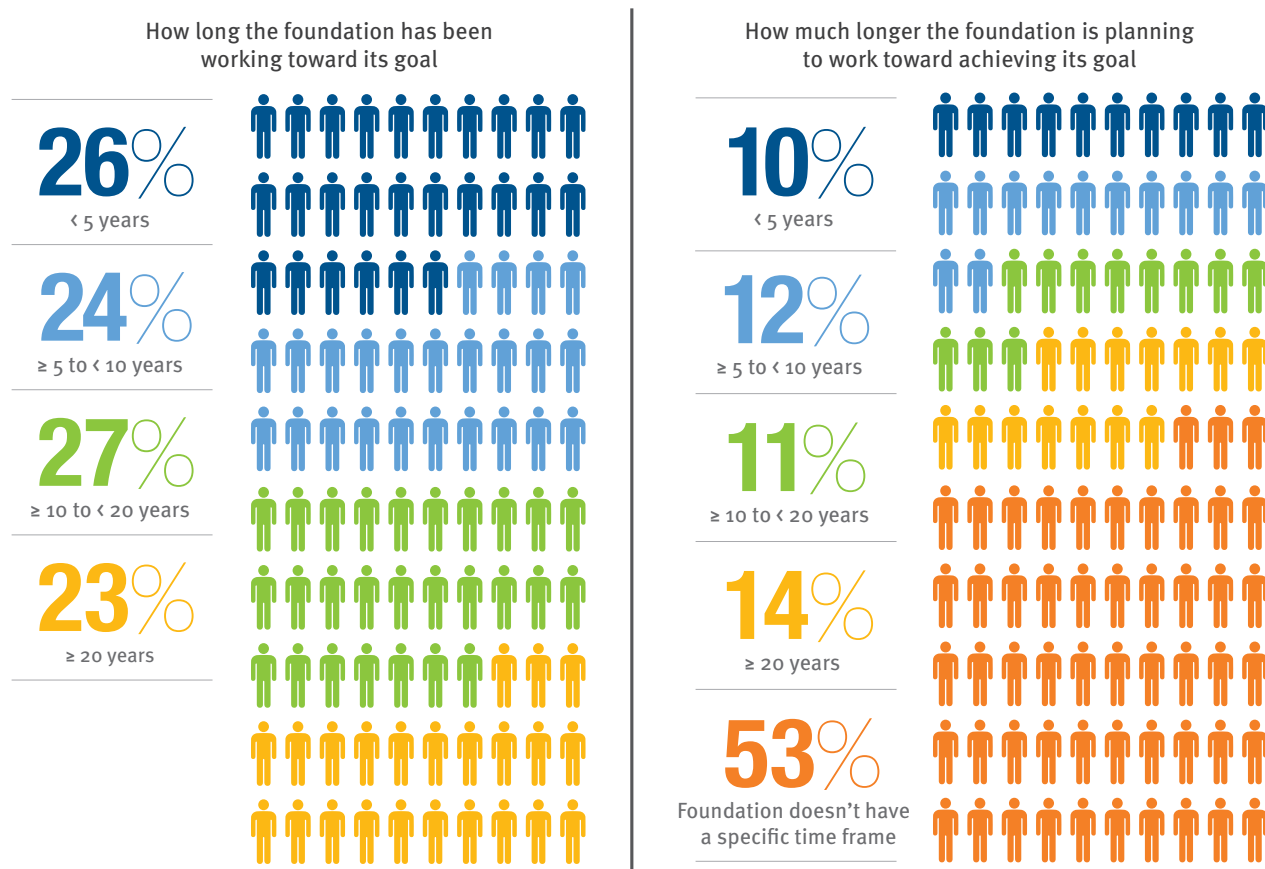 How long the foundation has been
working toward its goal
26%
< 5 years
24%
≥ 5 to < 10 years
27%
≥ 10 to < 20 years
23%
≥ 20 years
How much longer the foundation is planning
to work toward achieving its goal
10%
< 5 years
12%
≥ 5 to < 10 years
11%
≥ 10 to < 20 years
14%
≥ 20 years
53%
Foundation doesn’t have
a specific time frame